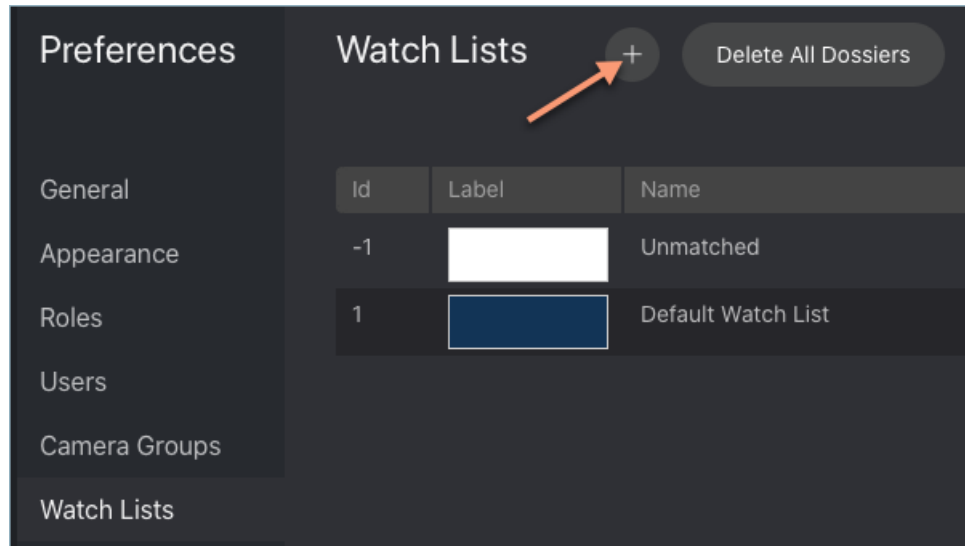 Preferences
Watch Lists
+
Delete All Dossiers
General
Appearance
Roles
Users
Camera Groups
Watch Lists
Id Label Name
-1 Unmatched
1 Default Watch List